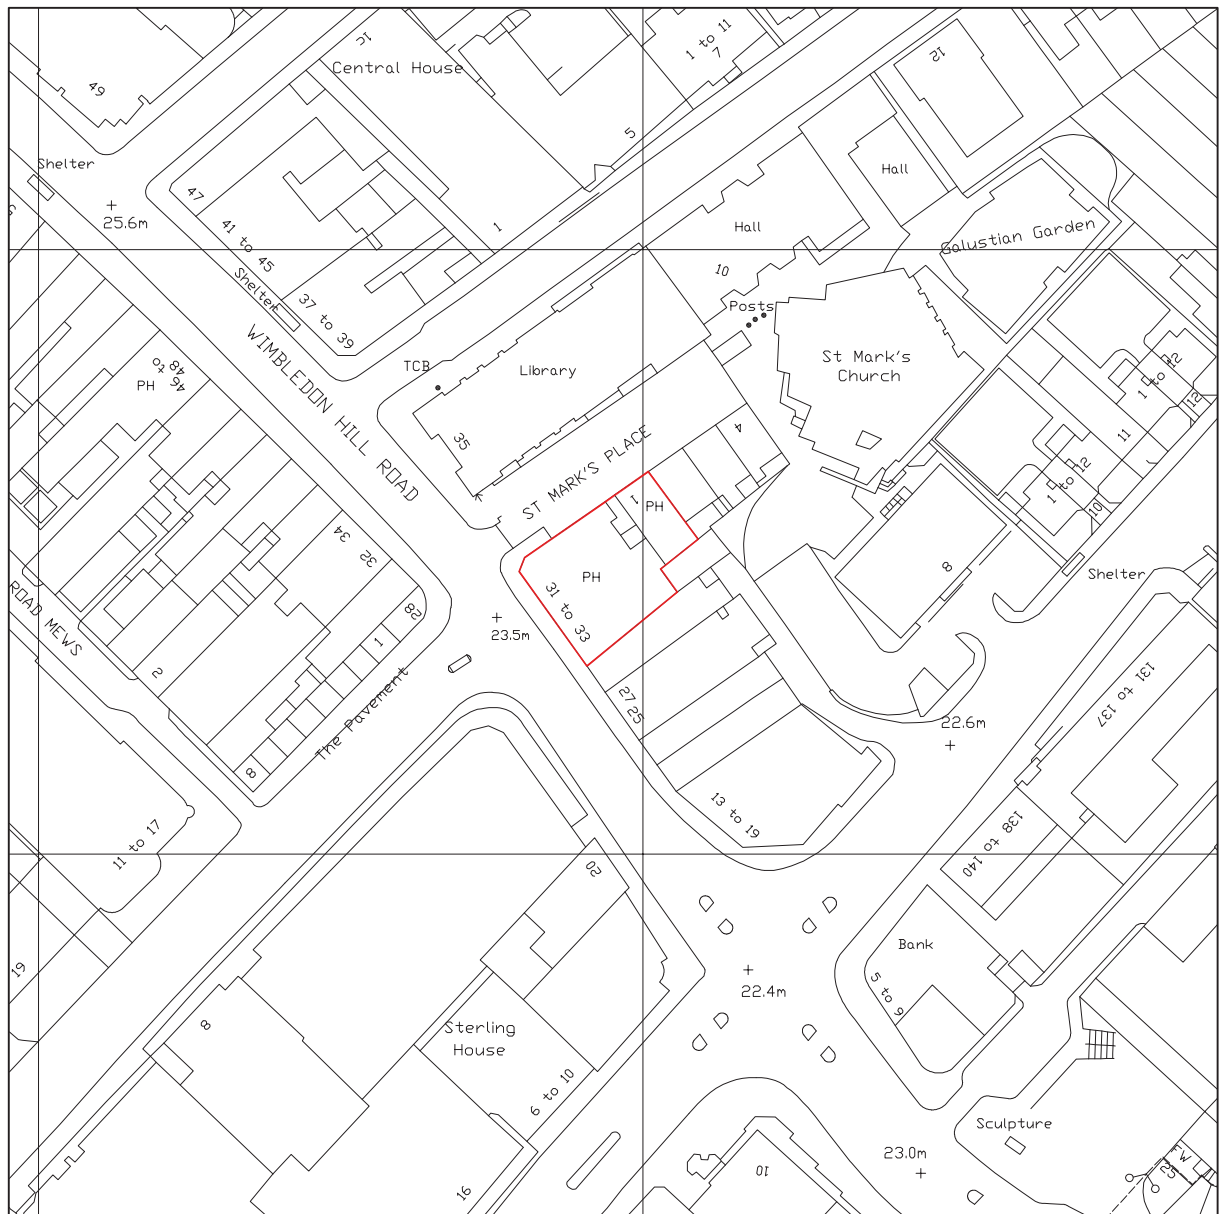 1C
Central House
1 to 11
7
12
49
5
Shelter
Hall
47
25.6m
41 to 45
1
Hall
Galustian Garden
Shelter
10
37 to 39
Posts
WIMBLEDON HILL ROAD
TCB
Library
St Mark's
Church
46 to
48
PH
1 to 12
12
35
ST MARK'S PLACE
4
11
1 to 12
10
1
PH
34
32
PH
31 to 33
8
Shelter
ROAD MEWS
28
23.5m
1
2
The Pavement
27
25
22.6m
131 to 137
8
13 to 19
138 to 140
11 to 17
20
19
Bank
5 to 9
22.4m
8
Sterling
House
6 to 10
Sculpture
23.0m
10
16
FW
25